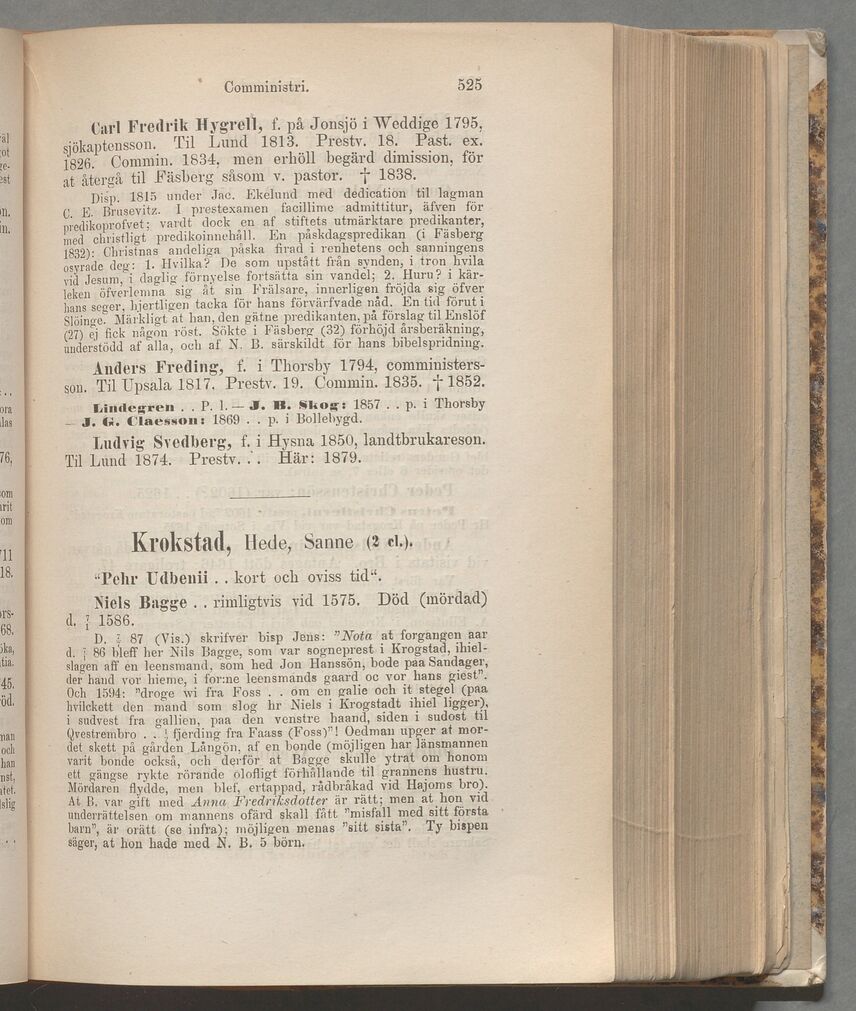 Comministri. 525
Carl Fredrik Hygrell, f. på Jonsjö i Weddige 1795,
sjökaptensson. Til Lund 1813. Prestv. 18. Past. ex.
1826. Commin. 1834, men erhöll begärd dimission, för
at återgå til Fäsberg såsom v. pastor. † 1838.
Disp. 1815 under Jac. Ekelund med dedication til lagman
C. E. Brusevitz. I prestexamen facillime admittitur, äfven för
predikoprofvet; vardt dock en af stiftets utmärktare predikanter,
med christligt predikoinnehåll. En påskdagspredikan (i Fäsberg
1832): Christnas andeliga påska firad i renhetens och sanningens
osyrade deg: 1. Hvilka? De som upstått från synden, i tron hvila
vid Jesum, i daglig förnyelse fortsätta sin vandel; 2. Huru? i kär-
leken öfverlemna sig åt sin Frälsare, innerligen fröjda sig öfver
hans seger, hjertligen tacka för hans förvärfvade nåd. En tid förut i
Slöinge. Märkligt at han, den gätne predikanten, på förslag til Enslöf
(27) ej fick någon röst. Sökte i Fäsberg (32) förhöjd årsberäkning,
understödd af alla, och af N. B. särskildt för hans bibelspridning.
Anders Freding, f. i Thorsby 1794, comministers-
son. Til Upsala 1817. Prestv. 19. Commin. 1835. † 1852.
Lindegren . . P. l. — J. B. Skog: 1857 . . p. i Thorsby
— J. G. Claesson: 1869 . . p. i Bollebygd.
Ludvig Svedberg, f. i Hysna 1850, landtbrukareson.
Til Lund 1874. Prestv. . . Här: 1879.
Krokstad, Hede, Sanne (2 cl.).
“Pehr Udbenii . . kort och oviss tid“.
Niels Bagge . . rimligtvis vid 1575. Död (mördad)
d. 7/1 1586.
D. 87 (Vis.) skrifver bisp Jens: ”Nota at forgangen aar
d. 86 bleff her Nils Bagge, som var sogneprest i Krogstad, ihiel-
slagen aff en leensmand, som hed Jon Hanssön, bode paa Sandager,
der hand vor hieme, i for:ne leensmands gaard oc vor hans giest”.
Och 1594: ”droge wi fra Foss . . om en galie och it stegel (paa
hvilckett den mand som slog hr Niels i Krogstadt ihiel ligger),
i sudvest fra gallien, paa den venstre haand, siden i sudost til
Qvestrembro . . fjerding fra Faass (Foss)”! Oedman upger at mor-
det skett på gården Långön, af en bonde (möjligen har länsmannen
varit bonde också, och derför at Bagge skulle ytrat om honom
ett gängse rykte rörande olofligt förhållande til grannens hustru.
Mördaren flydde, men blef, ertappad, rådbråkad vid Hajoms bro).
At B. var gift med Anna Fredriksdotter är rätt; men at hon vid
underrättelsen om mannens ofärd skall fått ”misfall med sitt första
barn”, är orätt (se infra); möjligen menas ”sitt sista”. Ty bispen
säger, at hon hade med N. B. 5 börn.